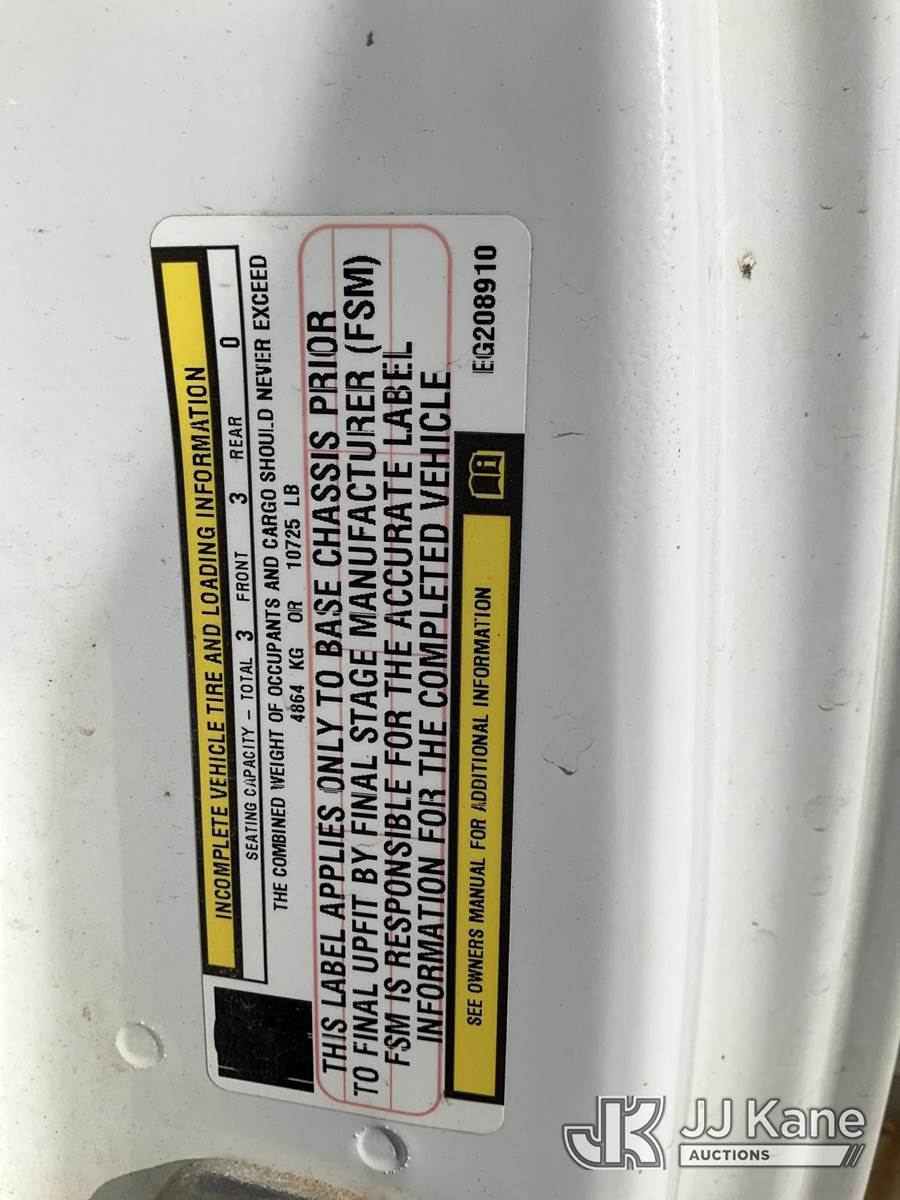 INCOMPLETE VEHICLE TIRE AND LOADING INFORMATION
SEATING CAPACITY - TOTAL 3 FRONT 3 REAR 0
THE COMBINED WEIGHT OF OCCUPANTS AND CARGO SHOULD NEVER EXCEED
4864 KG OR 10725 LB
THIS LABEL APPLIES ONLY TO BASE CHASSIS PRIOR
TO FINAL UPFIT BY FINAL STAGE MANUFACTURER (FSM)
FSM IS RESPONSIBLE FOR THE ACCURATE LABEL
INFORMATION FOR THE COMPLETED VEHICLE.
SEE OWNERS MANUAL FOR ADDITIONAL INFORMATION
EG208910
JK JJ Kane
AUCTIONS